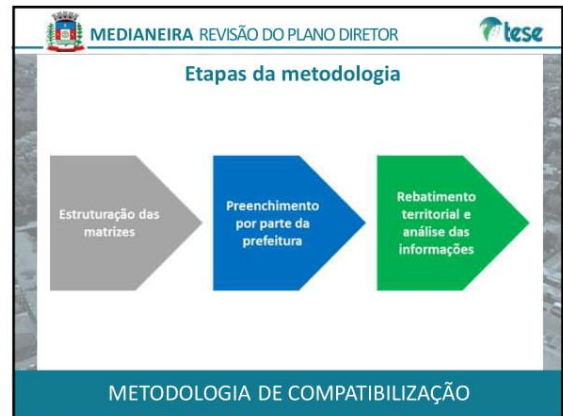 MEDIANEIRA REVISÃO DO PLANO DIRETOR
tese
Etapas da metodologia
Estruturação das
matrizes
Preenchimento
por parte da
prefeitura
Rebatimento
territorial e
análise das
informações
METODOLOGIA DE COMPATIBILIZAÇÃO